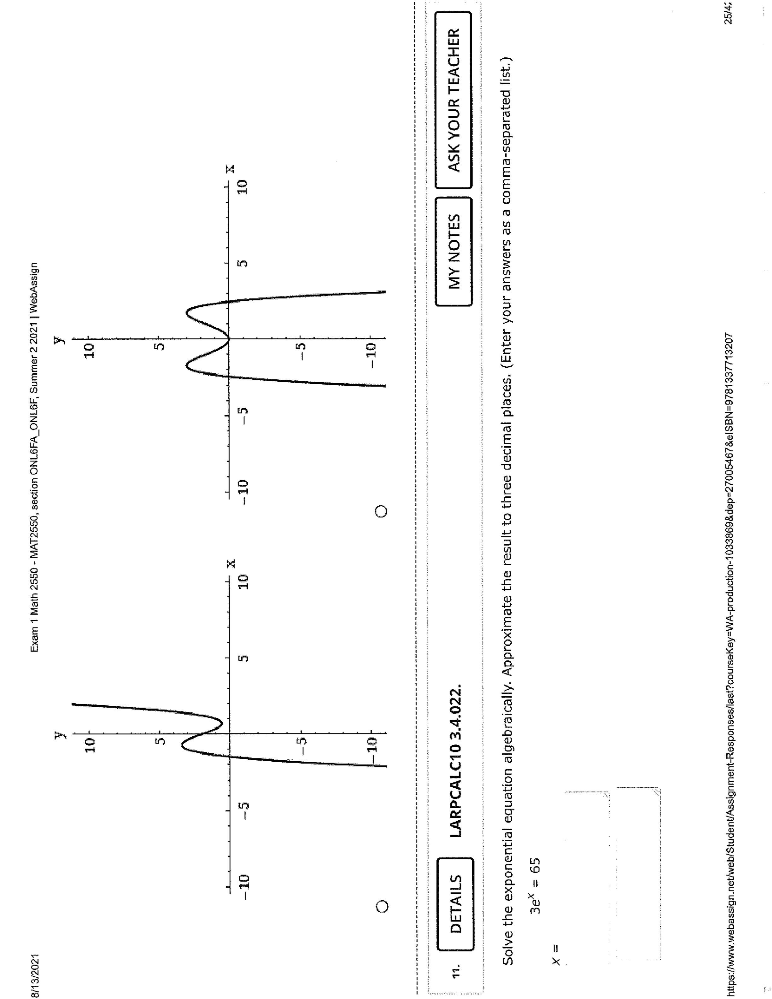 8/13/2021
Exam 1 Math 2550 - MAT2550, section ONL6FA_ONL6F, Summer 2 2021 | WebAssign
y
10
5
-10
-5
5
10
x
-5
-10
y
10
5
-10
-5
5
10
x
-5
-10
11.
DETAILS
LARPCALC10 3.4.022.
MY NOTES
ASK YOUR TEACHER
Solve the exponential equation algebraically. Approximate the result to three decimal places. (Enter your answers as a comma-separated list.)
3eˣ = 65
x =
https://www.webassign.net/web/Student/Assignment-Responses/last?courseKey=WA-production-1033869&dep=27005467&eISBN=9781337713207
25/42